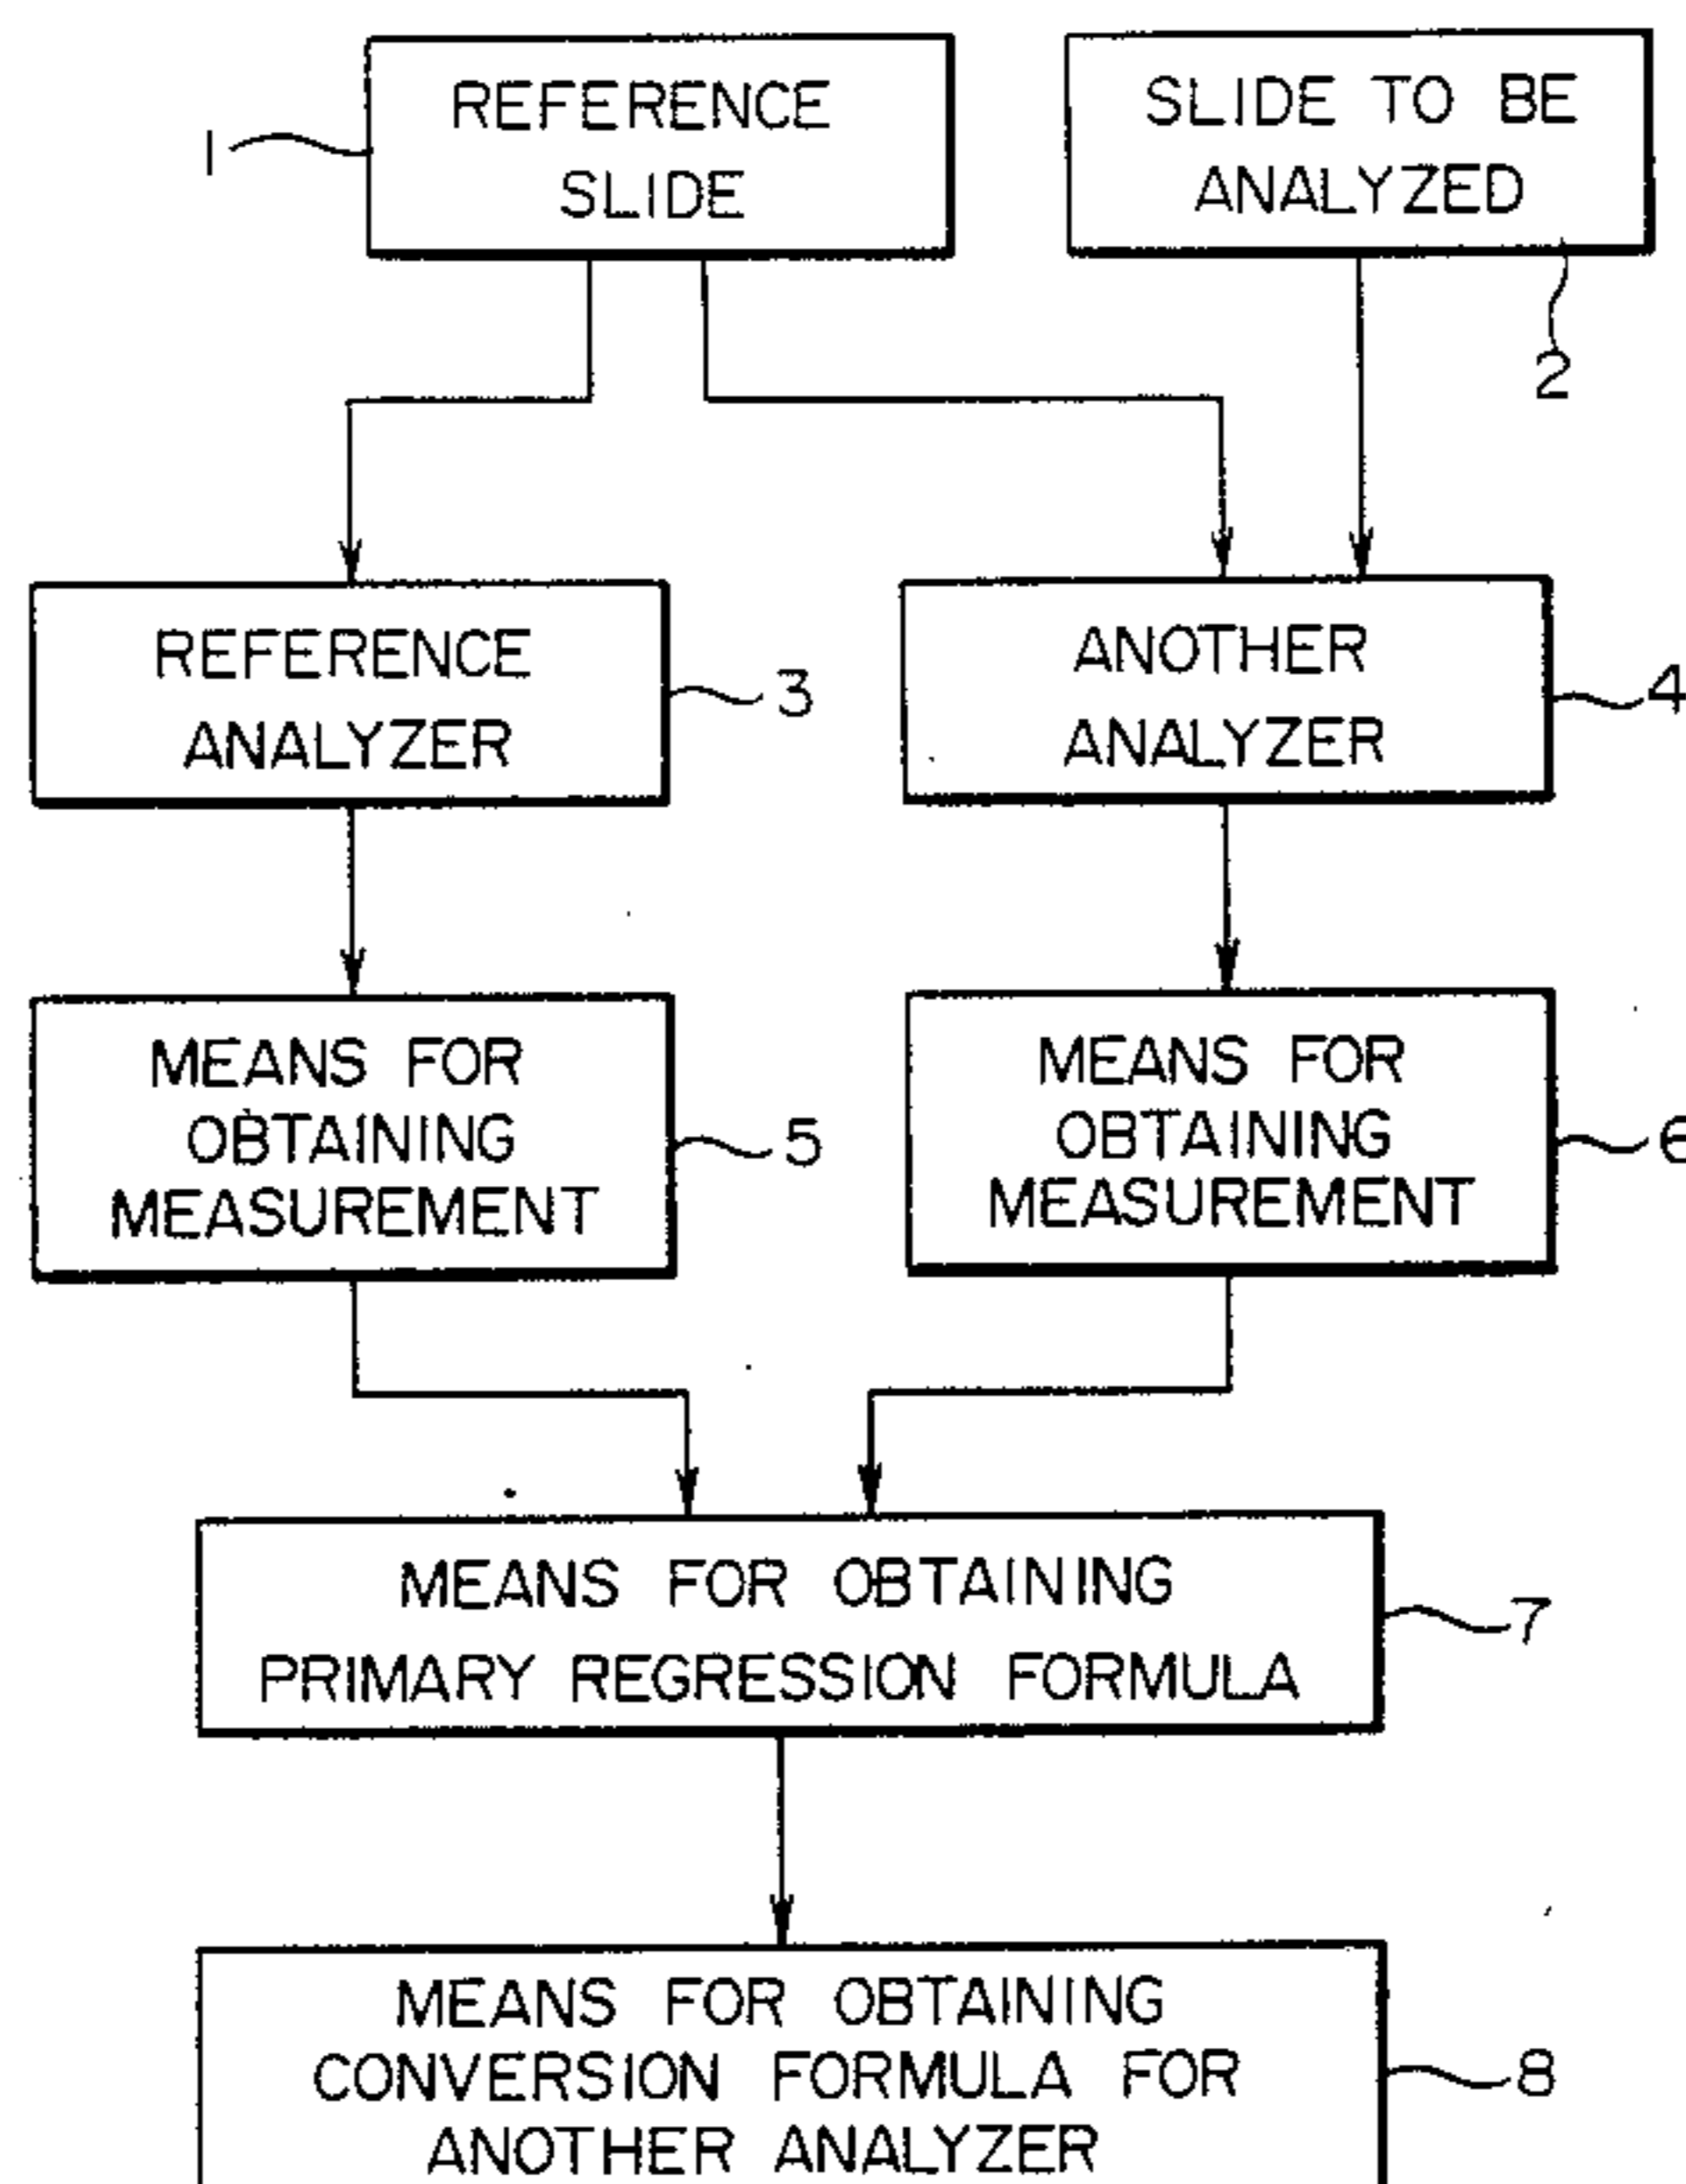 REFERENCE
SLIDE
1
SLIDE TO BE
ANALYZED
2
REFERENCE
ANALYZER
3
ANOTHER
ANALYZER
4
MEANS FOR
OBTAINING
MEASUREMENT
5
MEANS FOR
OBTAINING
MEASUREMENT
6
MEANS FOR OBTAINING
PRIMARY REGRESSION FORMULA
7
MEANS FOR OBTAINING
CONVERSION FORMULA FOR
ANOTHER ANALYZER
8